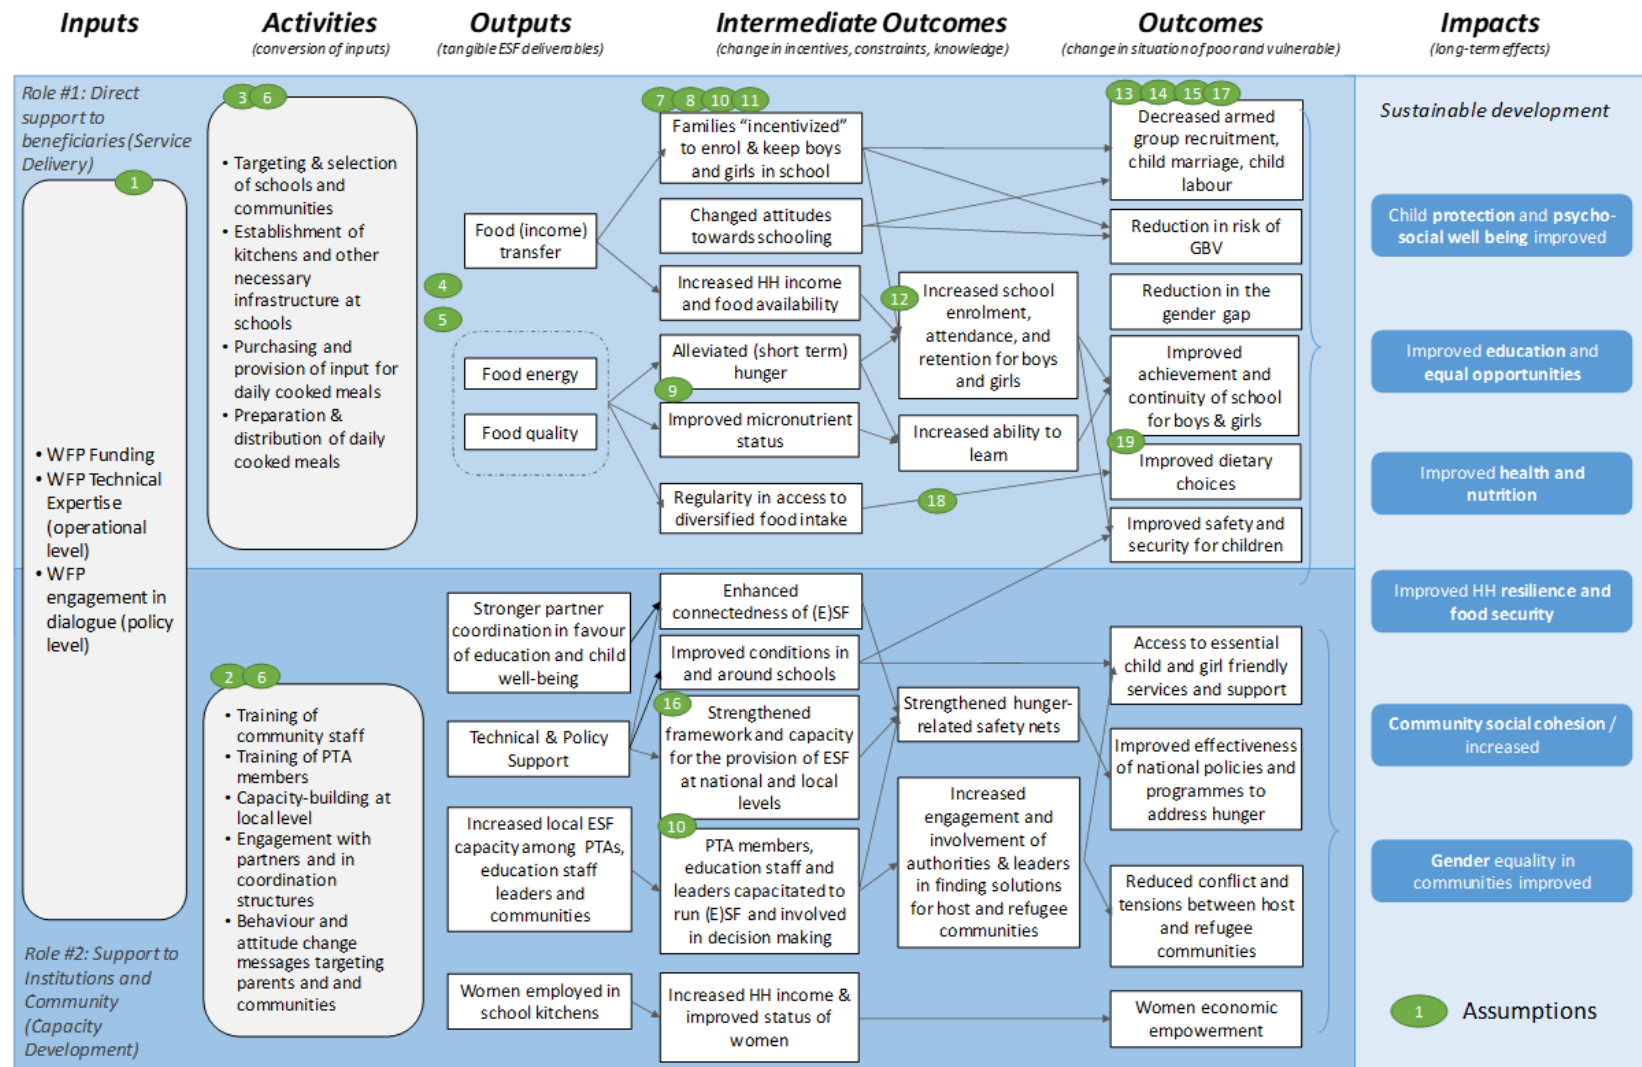 Inputs
Activities
(conversion of inputs)
Outputs
(tangible ESF deliverables)
Intermediate Outcomes
(change in incentives, constraints, knowledge)
Outcomes
(change in situation of poor and vulnerable)
Impacts
(long-term effects)
Role #1: Direct
support to
beneficiaries (Service
Delivery)
1
• WFP Funding
• WFP Technical
Expertise
(operational
level)
• WFP
engagement in
dialogue (policy
level)
Role #2: Support to
Institutions and
Community
(Capacity
Development)
3
6
• Targeting & selection
of schools and
communities
• Establishment of
kitchens and other
necessary
infrastructure at
schools
• Purchasing and
provision of input for
daily cooked meals
• Preparation &
distribution of daily
cooked meals
2
6
• Training of
community staff
• Training of PTA
members
• Capacity-building at
local level
• Engagement with
partners and in
coordination
structures
• Behaviour and
attitude change
messages targeting
parents and and
communities
Food (income)
transfer
4
5
Food energy
Food quality
Stronger partner
coordination in favour
of education and child
well-being
Technical & Policy
Support
Increased local ESF
capacity among PTAs,
education staff
leaders and
communities
Women employed in
school kitchens
7
8
10
11
Families “incentivized”
to enrol & keep boys
and girls in school
Changed attitudes
towards schooling
Increased HH income
and food availability
Alleviated (short term)
hunger
9
Improved micronutrient
status
Regularity in access to
diversified food intake
Enhanced
connectedness of (E)SF
Improved conditions in
and around schools
16
Strengthened
framework and capacity
for the provision of ESF
at national and local
levels
10
PTA members,
education staff and
leaders capacitated to
run (E)SF and involved
in decision making
Increased HH income &
improved status of
women
12
Increased school
enrolment,
attendance, and
retention for boys
and girls
Increased ability to
learn
18
Strengthened hunger-
related safety nets
Increased
engagement and
involvement of
authorities & leaders
in finding solutions
for host and refugee
communities
13
14
15
17
Decreased armed
group recruitment,
child marriage, child
labour
Reduction in risk of
GBV
Reduction in the
gender gap
Improved
achievement and
continuity of school
for boys & girls
19
Improved dietary
choices
Improved safety and
security for children
Access to essential
child and girl friendly
services and support
Improved effectiveness
of national policies and
programmes to
address hunger
Reduced conflict and
tensions between host
and refugee
communities
Women economic
empowerment
Sustainable development
Child protection and psycho-
social well being improved
Improved education and
equal opportunities
Improved health and
nutrition
Improved HH resilience and
food security
Community social cohesion /
increased
Gender equality in
communities improved
1
Assumptions